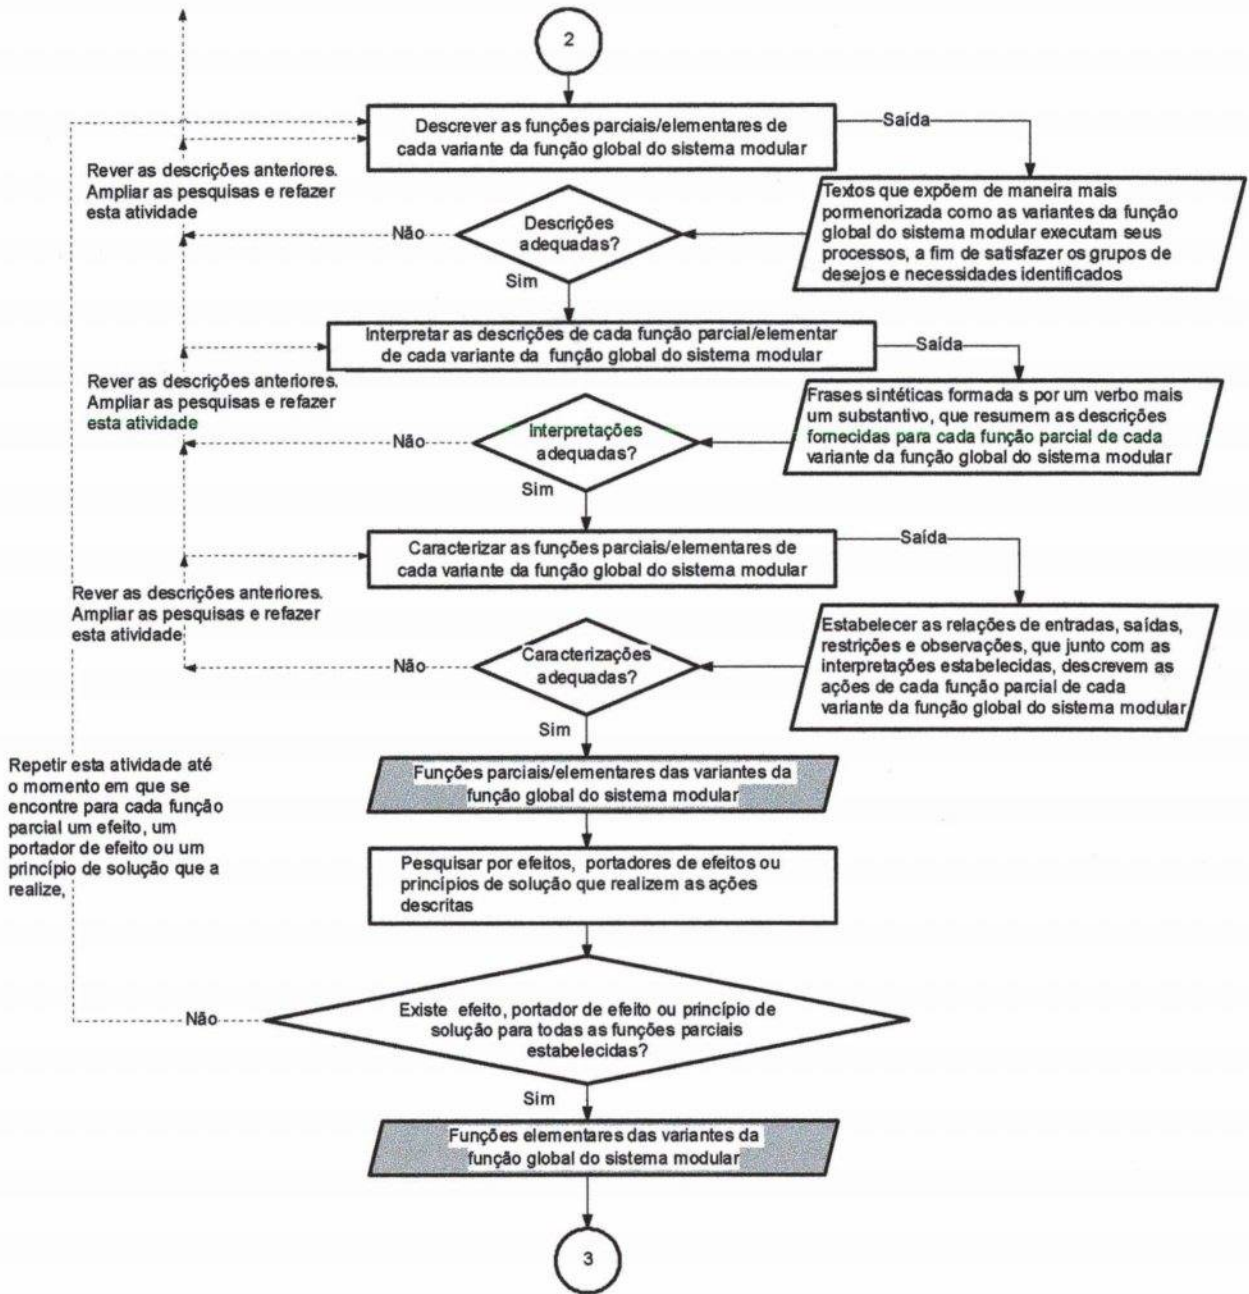 2
Descrever as funções parciais/elementares de
cada variante da função global do sistema modular
Saída
Rever as descrições anteriores.
Ampliar as pesquisas e refazer
esta atividade
Textos que expõem de maneira mais
pormenorizada como as variantes da função
global do sistema modular executam seus
processos, a fim de satisfazer os grupos de
desejos e necessidades identificados
Descrições
adequadas?
Não
Sim
Interpretar as descrições de cada função parcial/elementar
de cada variante da função global do sistema modular
Saída
Rever as descrições anteriores.
Ampliar as pesquisas e refazer
esta atividade
Frases sintéticas formada s por um verbo mais
um substantivo, que resumem as descrições
fornecidas para cada função parcial de cada
variante da função global do sistema modular
Interpretações
adequadas?
Não
Sim
Caracterizar as funções parciais/elementares de
cada variante da função global do sistema modular
Saída
Rever as descrições anteriores.
Ampliar as pesquisas e refazer
esta atividade
Estabelecer as relações de entradas, saídas,
restrições e observações, que junto com as
interpretações estabelecidas, descrevem as
ações de cada função parcial de cada
variante da função global do sistema modular
Caracterizações
adequadas?
Não
Sim
Funções parciais/elementares das variantes da
função global do sistema modular
Repetir esta atividade até
o momento em que se
encontre para cada função
parcial um efeito, um
portador de efeito ou um
princípio de solução que a
realize,
Pesquisar por efeitos, portadores de efeitos ou
princípios de solução que realizem as ações
descritas
Existe efeito, portador de efeito ou princípio de
solução para todas as funções parciais
estabelecidas?
Não
Sim
Funções elementares das variantes da
função global do sistema modular
3